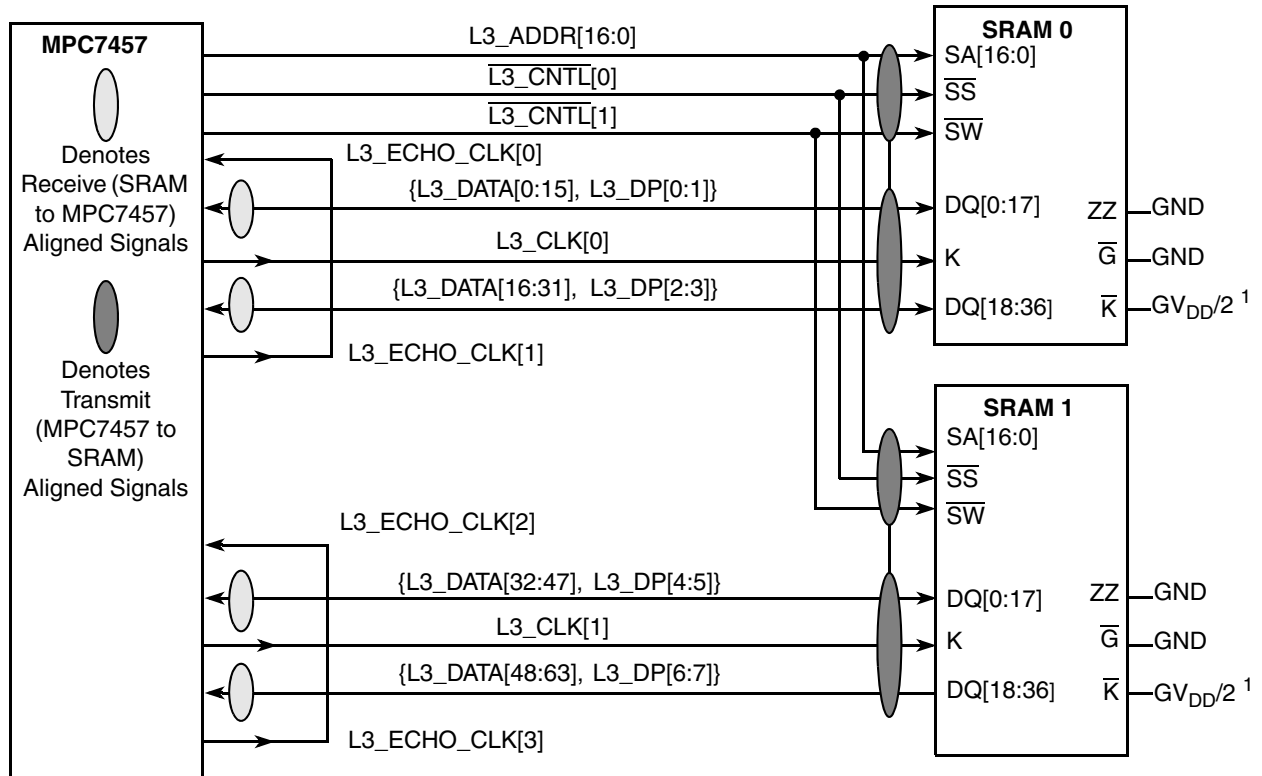 MPC7457
Denotes
Receive (SRAM
to MPC7457)
Aligned Signals
Denotes
Transmit
(MPC7457 to
SRAM)
Aligned Signals
L3_ADDR[16:0]
L3_CNTL[0]
L3_CNTL[1]
L3_ECHO_CLK[0]
{L3_DATA[0:15], L3_DP[0:1]}
L3_CLK[0]
{L3_DATA[16:31], L3_DP[2:3]}
L3_ECHO_CLK[1]
SRAM 0
SA[16:0]
SS
SW
DQ[0:17] ZZ GND
K G GND
DQ[18:36] K GVDD/2 1
L3_ECHO_CLK[2]
{L3_DATA[32:47], L3_DP[4:5]}
L3_CLK[1]
{L3_DATA[48:63], L3_DP[6:7]}
L3_ECHO_CLK[3]
SRAM 1
SA[16:0]
SS
SW
DQ[0:17] ZZ GND
K G GND
DQ[18:36] K GVDD/2 1